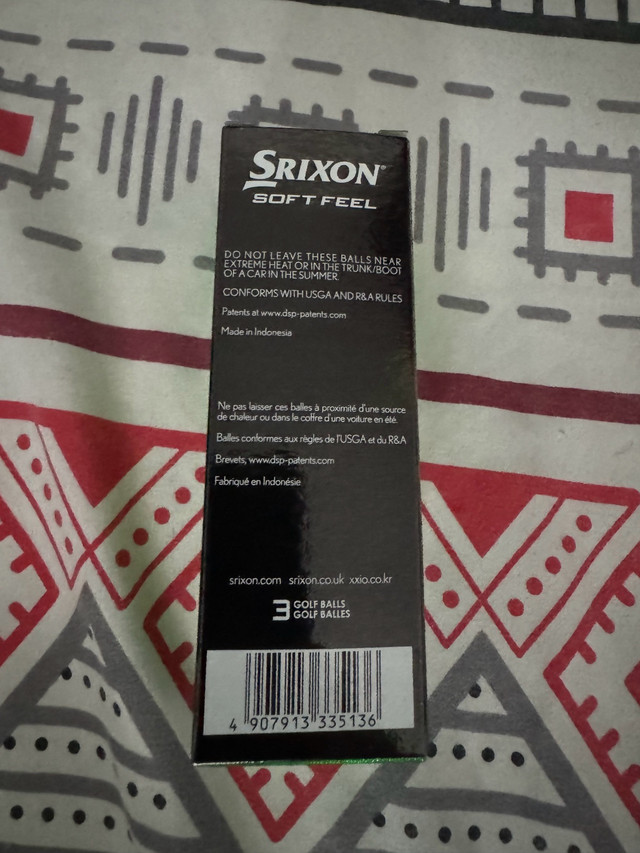 SRIXON
SOFT FEEL
DO NOT LEAVE THESE BALLS NEAR
EXTREME HEAT OR IN THE TRUNK/BOOT
OF A CAR IN THE SUMMER.
CONFORMS WITH USGA AND R&A RULES
Patents at www.dsp-patents.com
Made in Indonesia
Ne pas laisser ces balles à proximité d'une source
de chaleur ou dans le coffre d'une voiture en été.
Balles conformes aux règles de l'USGA et du R&A
Brevets, www.dsp-patents.com
Fabriqué en Indonésie
srixon.com srixon.co.uk xxio.co.kr
3 GOLF BALLS
GOLF BALLES
4 907913 335136